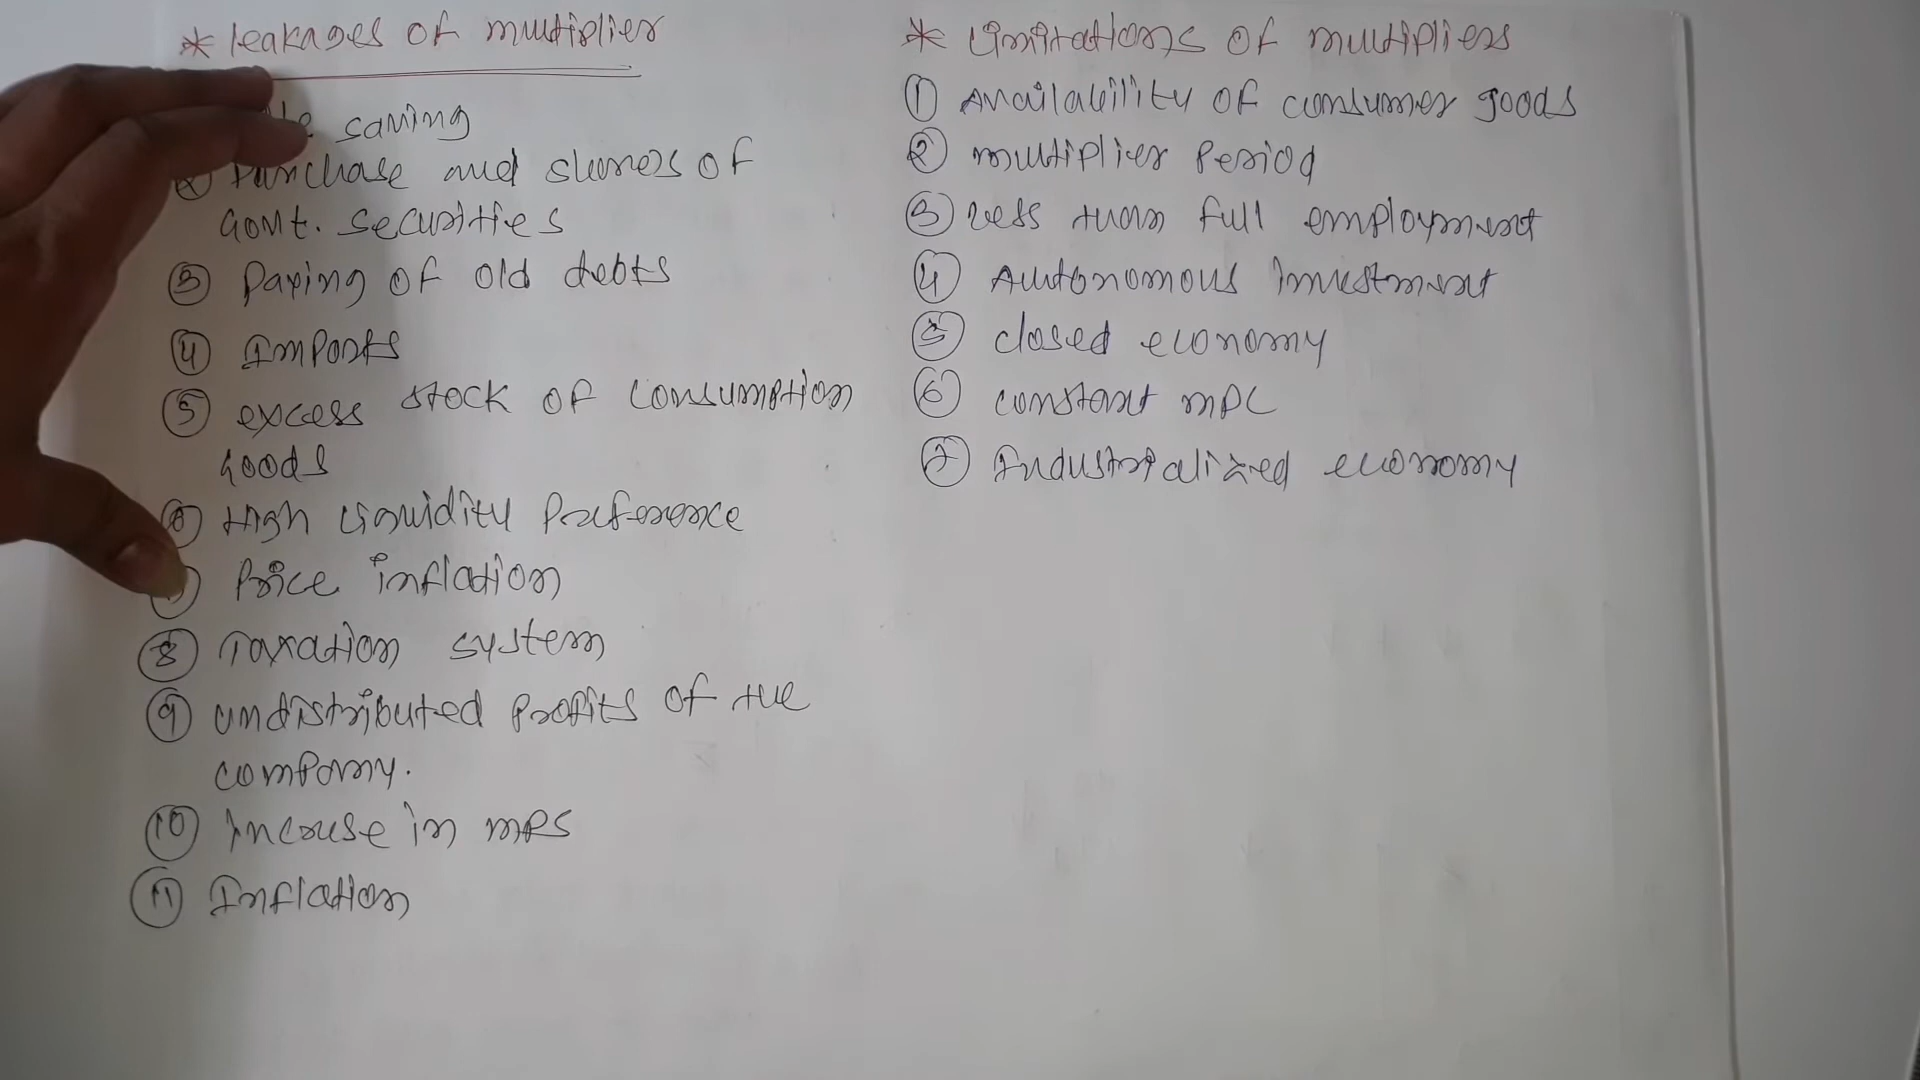 * leakages of multiplier
saving
② Purchase and shares of
Govt. securities
③ Paying of old debts
④ Imports
⑤ excess stock of consumption
Goods
⑥ High Liquidity Preference
Price inflation
⑧ Taxation system
⑨ undistributed profits of the
company.
⑩ Increase in MPS
⑪ Inflation
* Limitations of multipliers
① Availability of consumer goods
② multiplier Period
③ Less than full employment
④ Autonomous investment
⑤ closed economy
⑥ constant MPC
⑦ Industrialized economy